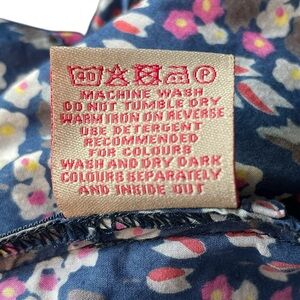 MACHINE WASH
DO NOT TUMBLE DRY
WARM IRON ON REVERSE
USE DETERGENT
RECOMMENDED
FOR COLOURS
WASH AND DRY DARK
COLOURS SEPARATELY
AND INSIDE OUT